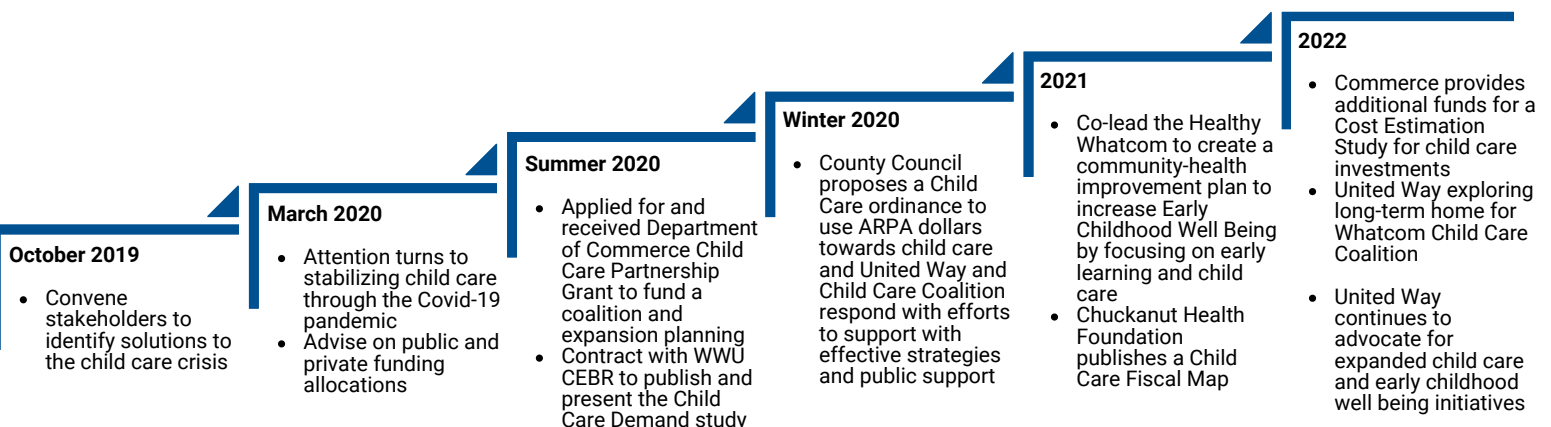 October 2019
• Convene
stakeholders to
identify solutions to
the child care crisis
March 2020
• Attention turns to
stabilizing child care
through the Covid-19
pandemic
• Advise on public and
private funding
allocations
Summer 2020
• Applied for and
received Department
of Commerce Child
Care Partnership
Grant to fund a
coalition and
expansion planning
• Contract with WWU
CEBR to publish and
present the Child
Care Demand study
Winter 2020
• County Council
proposes a Child
Care ordinance to
use ARPA dollars
towards child care
and United Way and
Child Care Coalition
respond with efforts
to support with
effective strategies
and public support
2021
• Co-lead the Healthy
Whatcom to create a
community-health
improvement plan to
increase Early
Childhood Well Being
by focusing on early
learning and child
care
• Chuckanut Health
Foundation
publishes a Child
Care Fiscal Map
2022
• Commerce provides
additional funds for a
Cost Estimation
Study for child care
investments
• United Way exploring
long-term home for
Whatcom Child Care
Coalition
• United Way
continues to
advocate for
expanded child care
and early childhood
well being initiatives